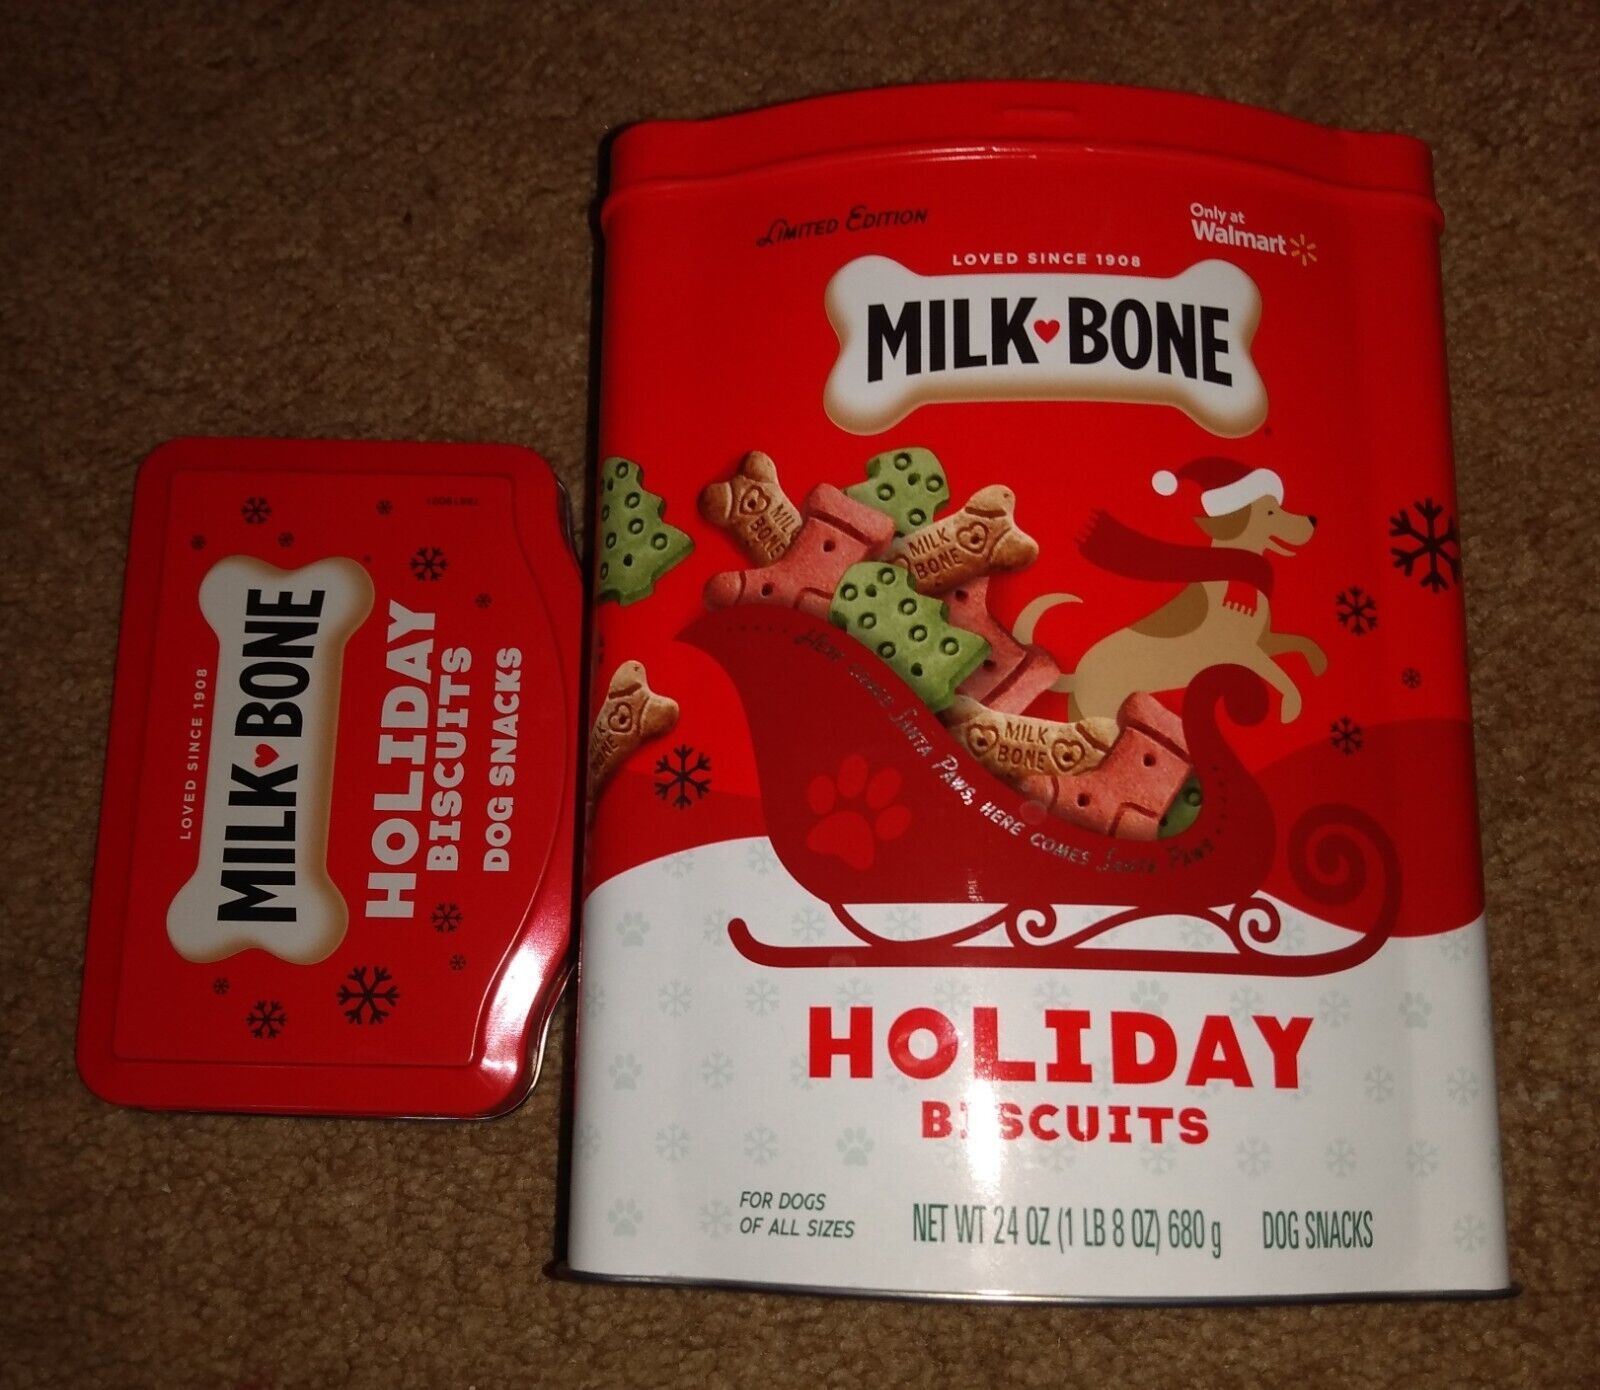 LIMITED EDITION
Only at
Walmart
LOVED SINCE 1908
MILK BONE
MILK
BONE
MILK
BONE
MILK
BONE
HERE COMES SANTA PAWS, HERE COMES SANTA PAWS
HOLIDAY
BISCUITS
FOR DOGS
OF ALL SIZES
NET WT 24 OZ (1 LB 8 OZ) 680 g
DOG SNACKS
LOVED SINCE 1908
MILK BONE
HOLIDAY
BISCUITS
DOG SNACKS